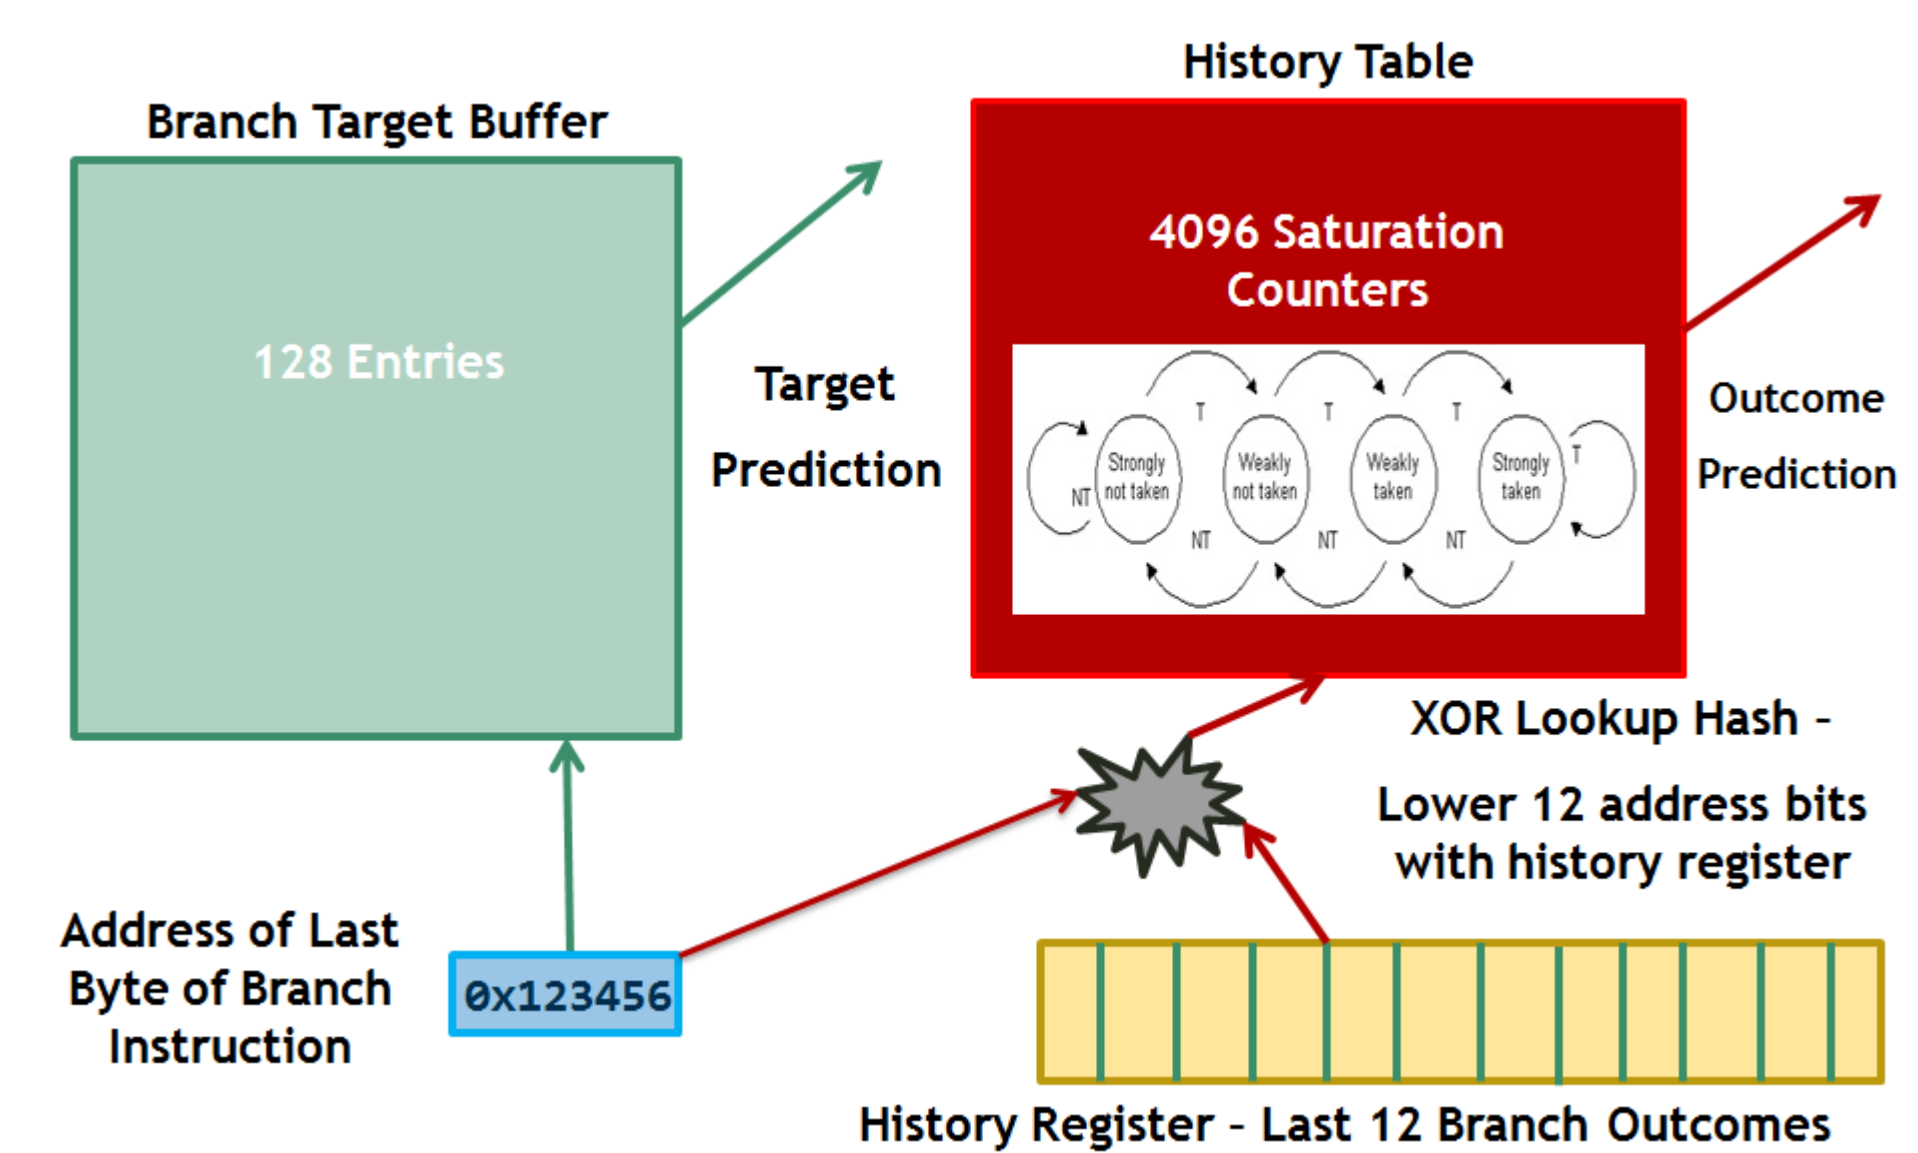 History Table
Branch Target Buffer
4096 Saturation
Counters
128 Entries
Target
Prediction
T
T
T
Strongly
not taken
NT
Weakly
not taken
Weakly
taken
Strongly
taken
T
NT
NT
NT
Outcome
Prediction
XOR Lookup Hash –
Lower 12 address bits
with history register
Address of Last
Byte of Branch
Instruction
0x123456
History Register – Last 12 Branch Outcomes